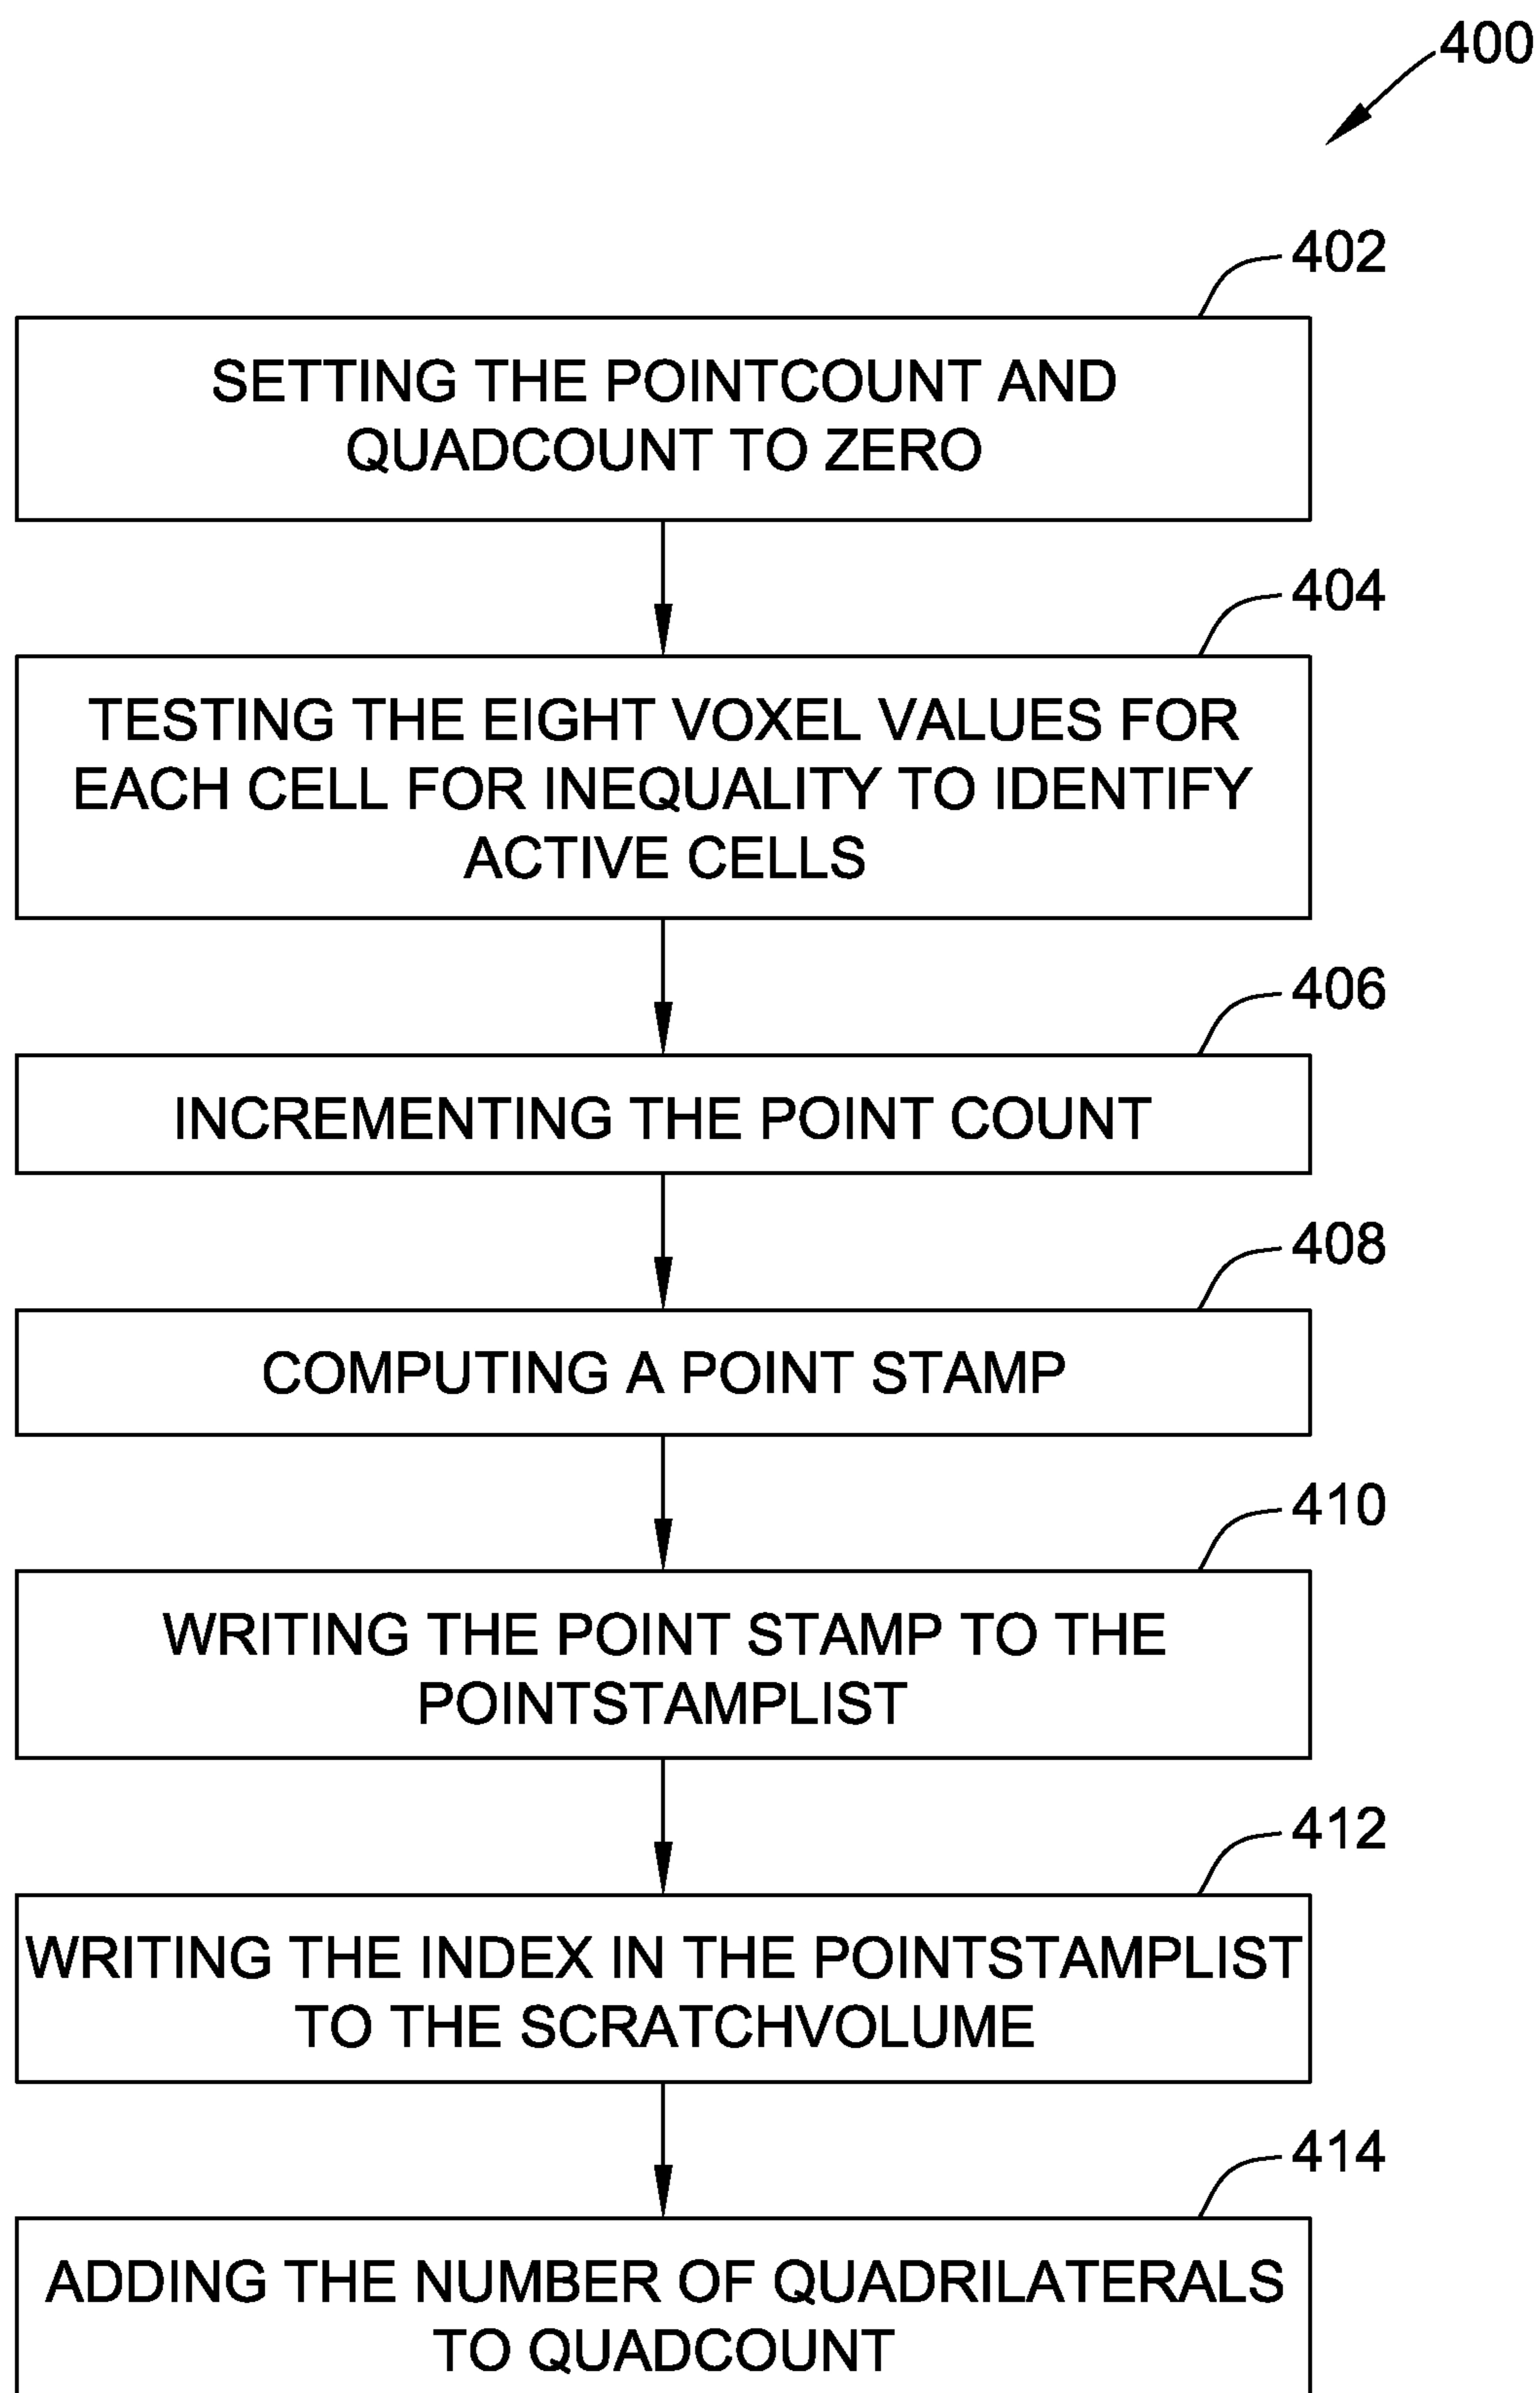 400
402
SETTING THE POINTCOUNT AND
QUADCOUNT TO ZERO
404
TESTING THE EIGHT VOXEL VALUES FOR
EACH CELL FOR INEQUALITY TO IDENTIFY
ACTIVE CELLS
406
INCREMENTING THE POINT COUNT
408
COMPUTING A POINT STAMP
410
WRITING THE POINT STAMP TO THE
POINTSTAMPLIST
412
WRITING THE INDEX IN THE POINTSTAMPLIST
TO THE SCRATCHVOLUME
414
ADDING THE NUMBER OF QUADRILATERALS
TO QUADCOUNT